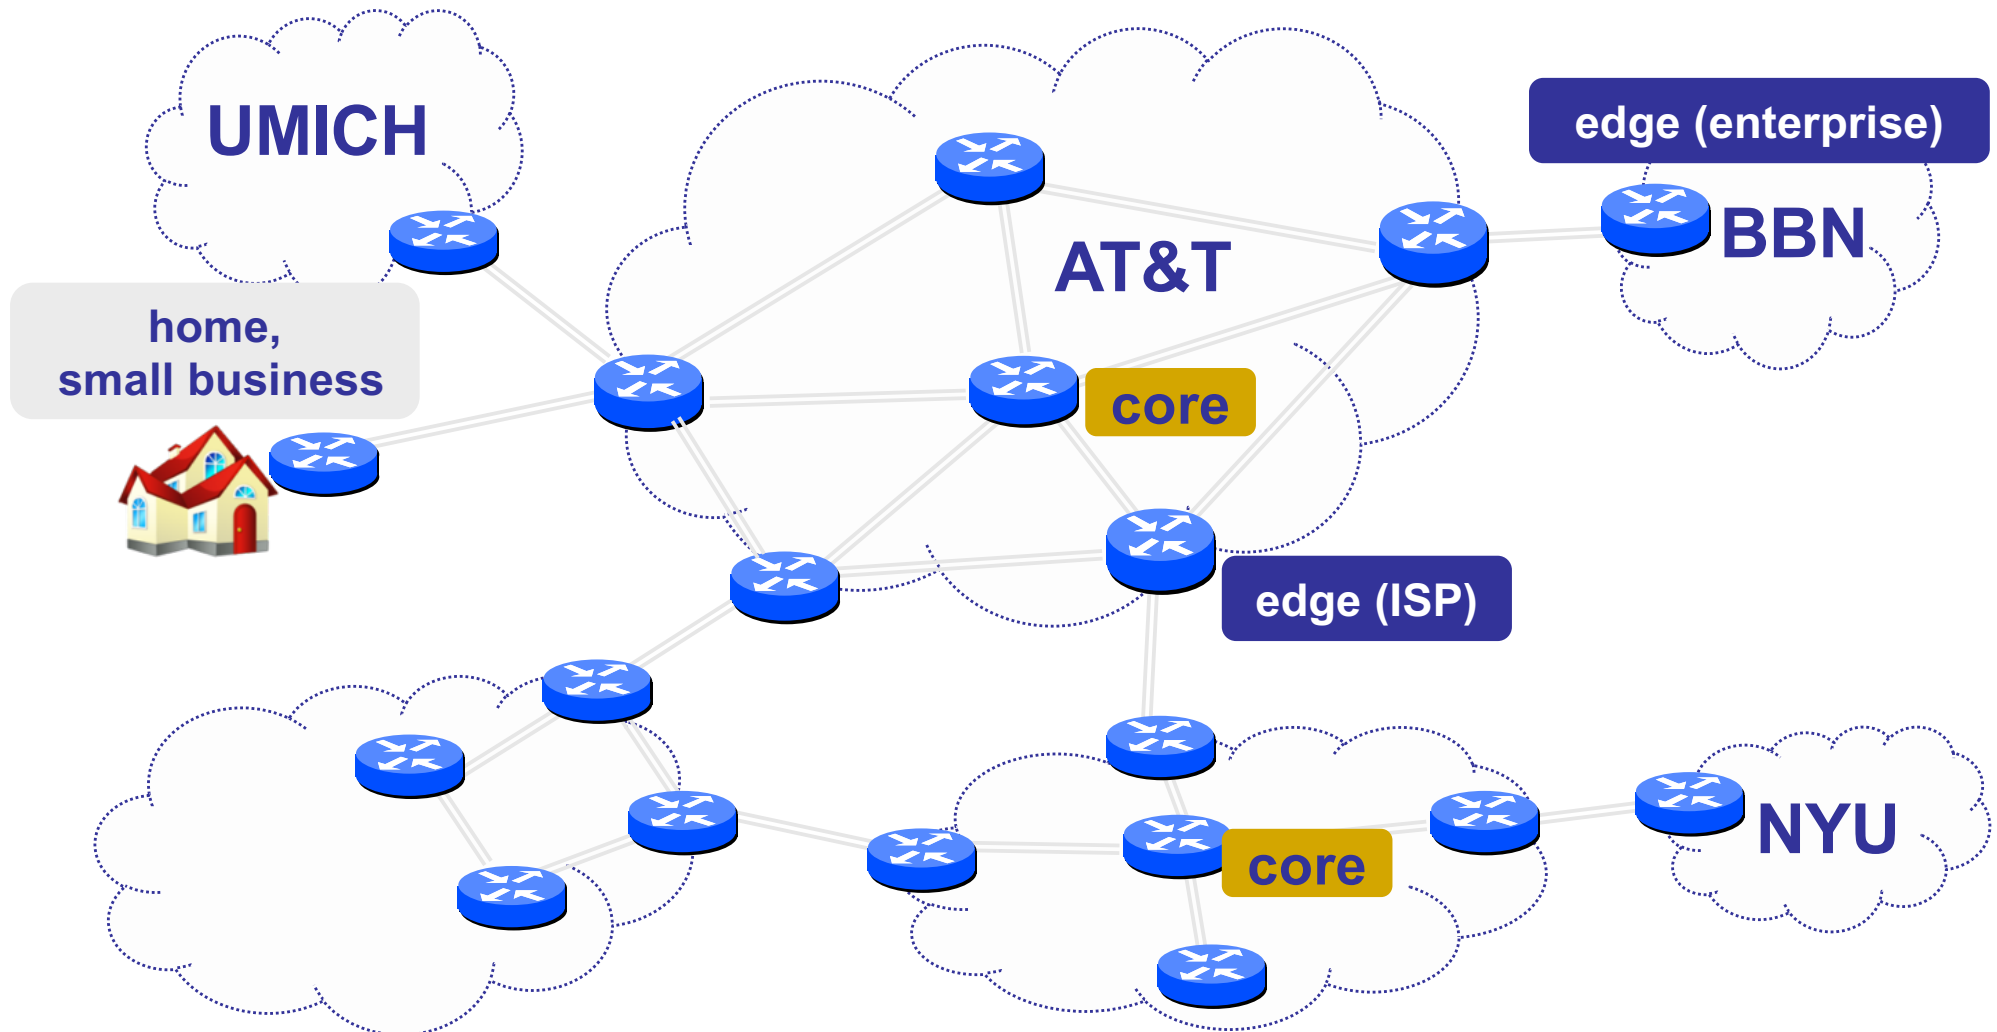 UMICH
edge (enterprise)
BBN
AT&T
home,
small business
core
edge (ISP)
NYU
core